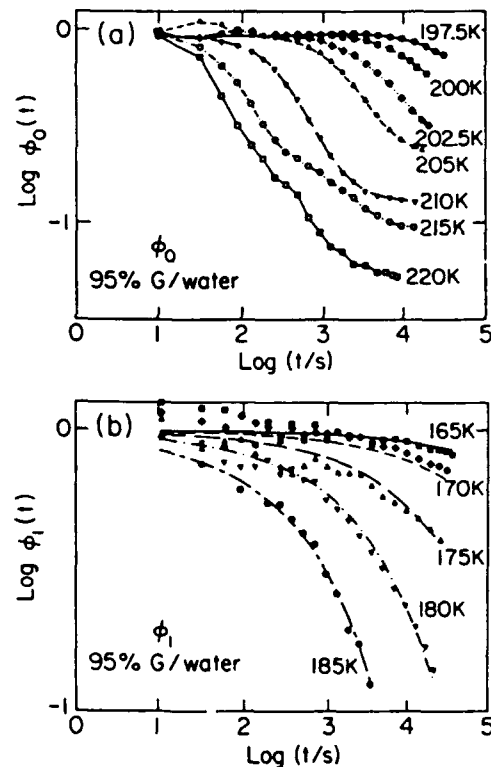 (a)
Log ϕ₀(t)
0
-1
197.5K
200K
202.5K
205K
210K
215K
220K
ϕ₀
95% G/water
0 1 2 3 4 5
Log (t/s)
(b)
Log ϕ₁(t)
0
-1
165K
170K
175K
180K
185K
ϕ₁
95% G/water
1 2 3 4 5
Log (t/s)